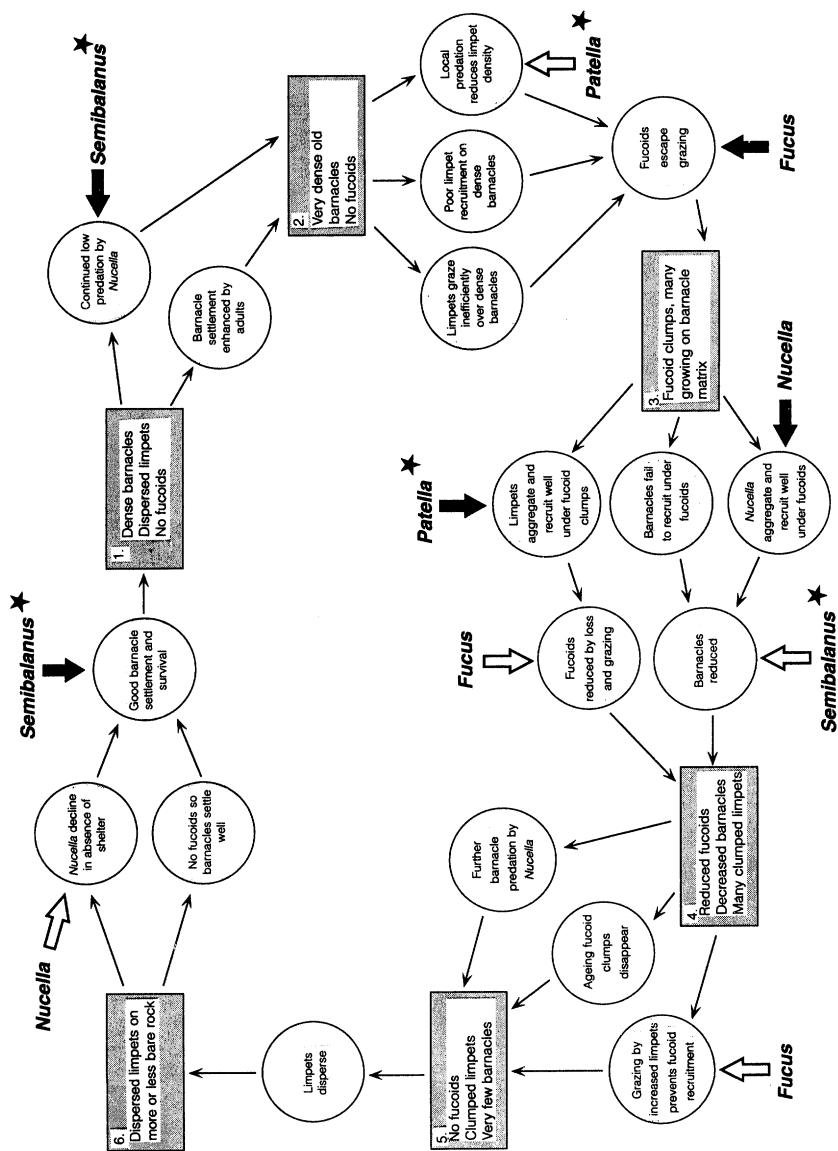 1.
Dense barnacles
Dispersed limpets
No fucoids
Continued low
predation by
Nucella
Semibalanus
Barnacle
settlement
enhanced by
adults
2.
Very dense old
barnacles
No fucoids
Limpets graze
inefficiently
over dense
barnacles
Poor limpet
recruitment on
dense
barnacles
Local
predation
reduces limpet
density
Patella
Fucoids
escape
grazing
Fucus
3.
Fucoid clumps, many
growing on barnacle
matrix
Patella
Limpets
aggregate and
recruit well
under fucoid
clumps
Barnacles fail
to recruit under
fucoids
Nucella
aggregate and
recruit well
under fucoids
Nucella
Fucus
Fucoids
reduced by loss
and grazing
Barnacles
reduced
Semibalanus
4.
Reduced fucoids
Decreased barnacles
Many clumped limpets
Further
barnacle
predation by
Nucella
Ageing fucoid
clumps
disappear
Grazing by
increased limpets
prevents fucoid
recruitment
Fucus
5.
No fucoids
Clumped limpets
Very few barnacles
Limpets
disperse
6.
Dispersed limpets on
more or less bare rock
Nucella
Nucella decline
in absence of
shelter
No fucoids so
barnacles settle
well
Semibalanus
Good barnacle
settlement and
survival